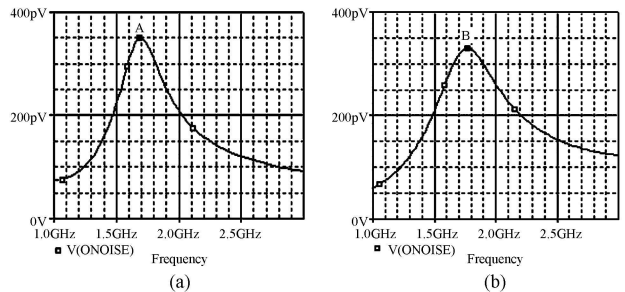 400pV
A
200pV
0V
1.0GHz 1.5GHz 2.0GHz 2.5GHz
V(ONOISE)
Frequency
(a)
400pV
B
200pV
0V
1.0GHz 1.5GHz 2.0GHz 2.5GHz
V(ONOISE)
Frequency
(b)